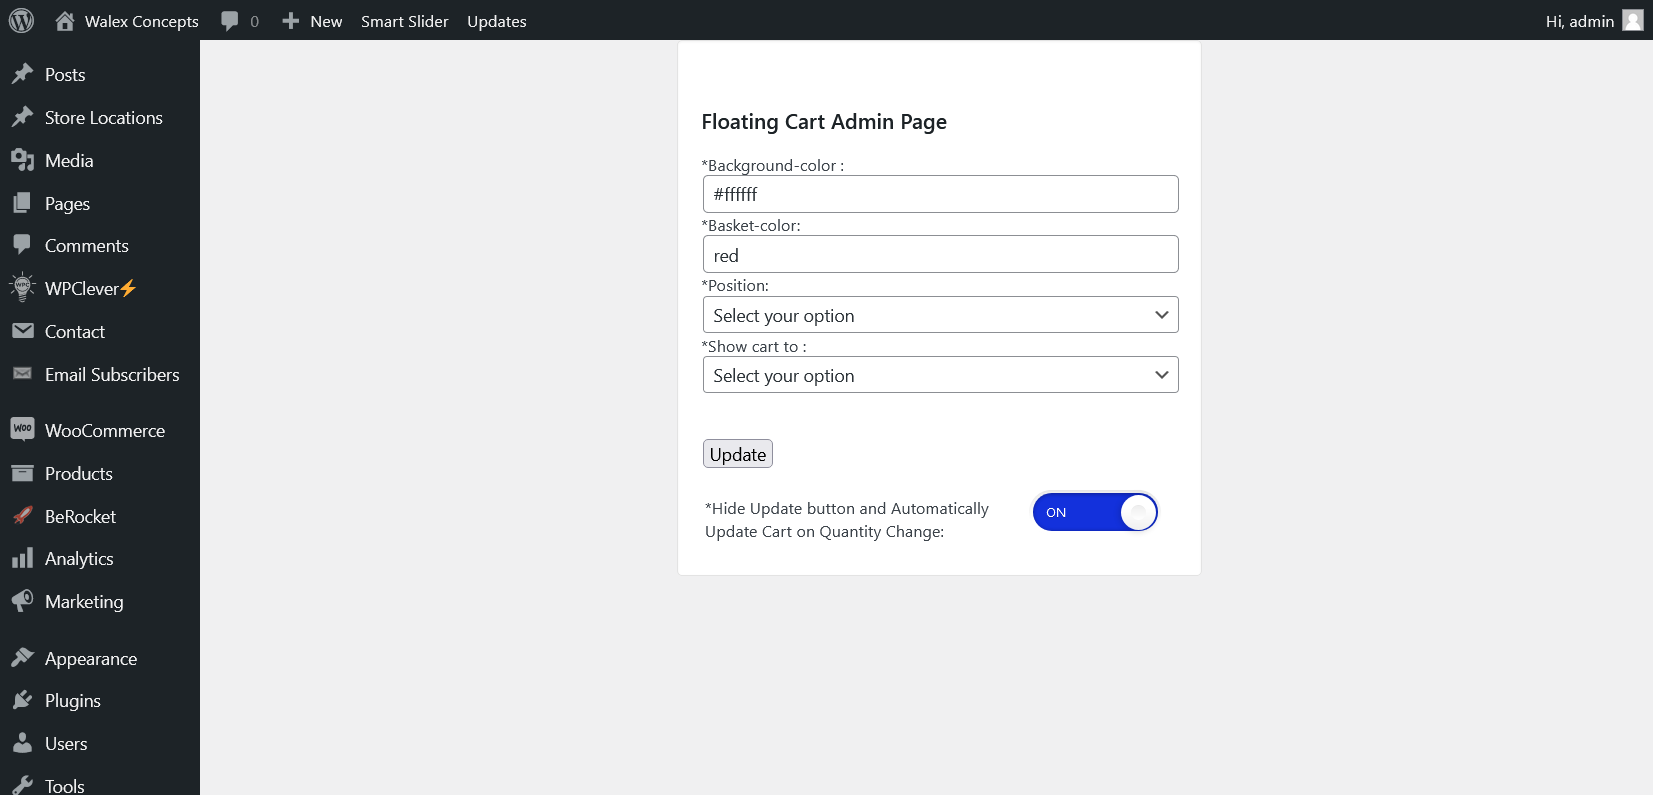 Walex Concepts 0 New Smart Slider Updates Hi, admin
Posts
Store Locations
Media
Pages
Comments
WPClever⚡
Contact
Email Subscribers
WOO WooCommerce
Products
BeRocket
Analytics
Marketing
Appearance
Plugins
Users
Tools
Floating Cart Admin Page
*Background-color :
#ffffff
*Basket-color:
red
*Position:
Select your option
*Show cart to :
Select your option
Update
*Hide Update button and Automatically
Update Cart on Quantity Change:
ON